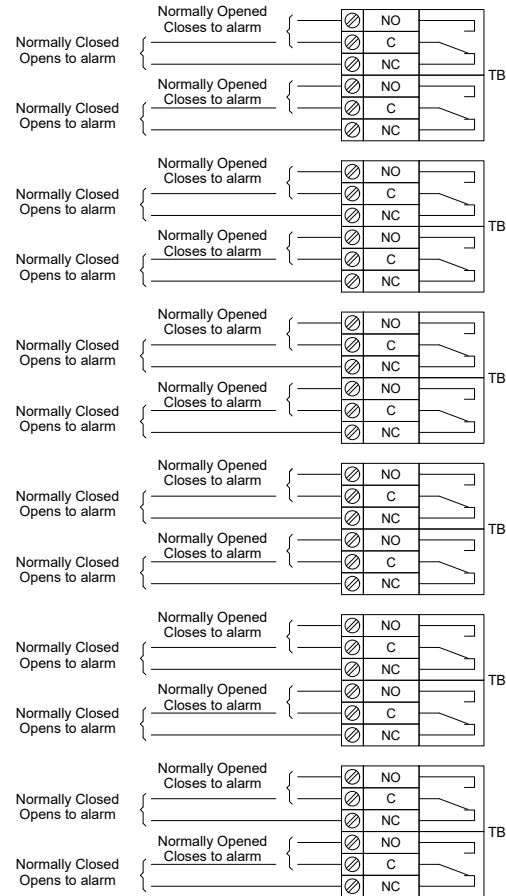 Normally Opened
Closes to alarm
NO
Normally Closed
Opens to alarm
C
NC
TB
Normally Opened
Closes to alarm
NO
Normally Closed
Opens to alarm
C
NC
Normally Opened
Closes to alarm
NO
Normally Closed
Opens to alarm
C
NC
TB
Normally Opened
Closes to alarm
NO
Normally Closed
Opens to alarm
C
NC
Normally Opened
Closes to alarm
NO
Normally Closed
Opens to alarm
C
NC
TB
Normally Opened
Closes to alarm
NO
Normally Closed
Opens to alarm
C
NC
Normally Opened
Closes to alarm
NO
Normally Closed
Opens to alarm
C
NC
TB
Normally Opened
Closes to alarm
NO
Normally Closed
Opens to alarm
C
NC
Normally Opened
Closes to alarm
NO
Normally Closed
Opens to alarm
C
NC
TB
Normally Opened
Closes to alarm
NO
Normally Closed
Opens to alarm
C
NC
Normally Opened
Closes to alarm
NO
Normally Closed
Opens to alarm
C
NC
TB
Normally Opened
Closes to alarm
NO
Normally Closed
Opens to alarm
C
NC